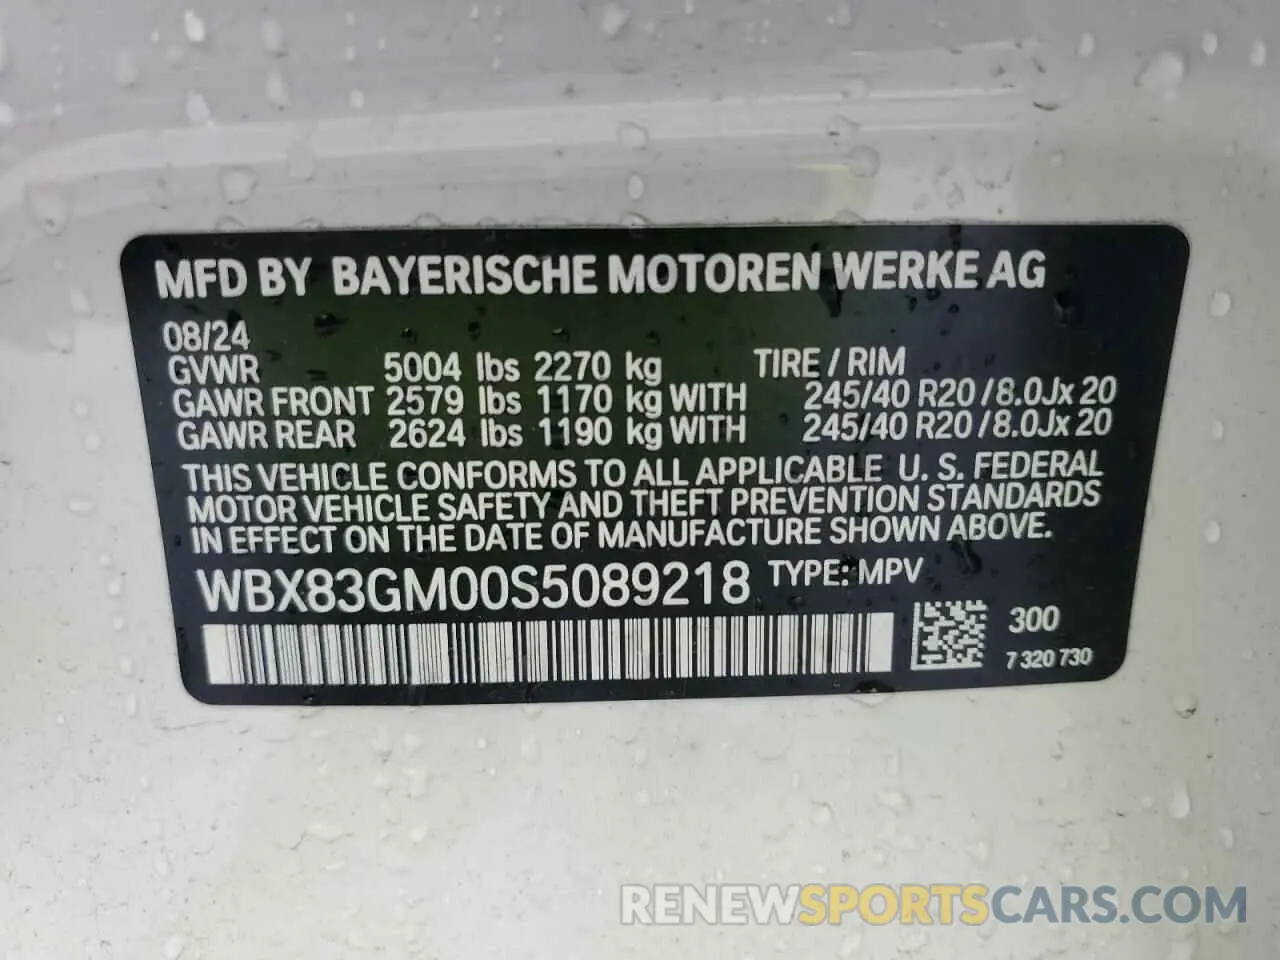 MFD BY BAYERISCHE MOTOREN WERKE AG
08/24
GVWR 5004 lbs 2270 kg TIRE / RIM
GAWR FRONT 2579 lbs 1170 kg WITH 245/40 R20 /8.0Jx 20
GAWR REAR 2624 lbs 1190 kg WITH 245/40 R20 /8.0Jx 20
THIS VEHICLE CONFORMS TO ALL APPLICABLE U. S. FEDERAL
MOTOR VEHICLE SAFETY AND THEFT PREVENTION STANDARDS
IN EFFECT ON THE DATE OF MANUFACTURE SHOWN ABOVE.
WBX83GM00S5089218 TYPE: MPV
300
7 320 730
RENEWSPORTSCARS.COM